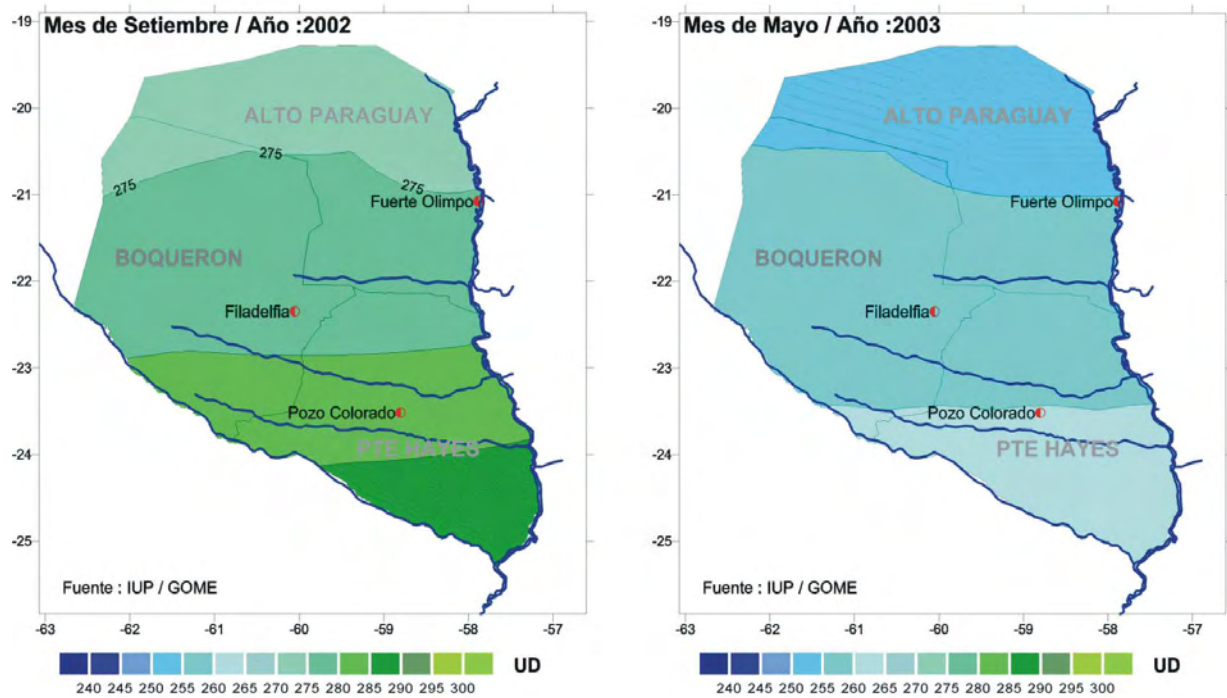 Mes de Setiembre / Año :2002
-19
-20
-21
-22
-23
-24
-25
ALTO PARAGUAY
275
275
275
Fuerte Olimpo
BOQUERON
Filadelfia
Pozo Colorado
PTE HAYES
Fuente : IUP / GOME
-63 -62 -61 -60 -59 -58 -57
240 245 250 255 260 265 270 275 280 285 290 295 300
UD
Mes de Mayo / Año :2003
-19
-20
-21
-22
-23
-24
-25
ALTO PARAGUAY
Fuerte Olimpo
BOQUERON
Filadelfia
Pozo Colorado
PTE HAYES
Fuente : IUP / GOME
-63 -62 -61 -60 -59 -58 -57
240 245 250 255 260 265 270 275 280 285 290 295 300
UD